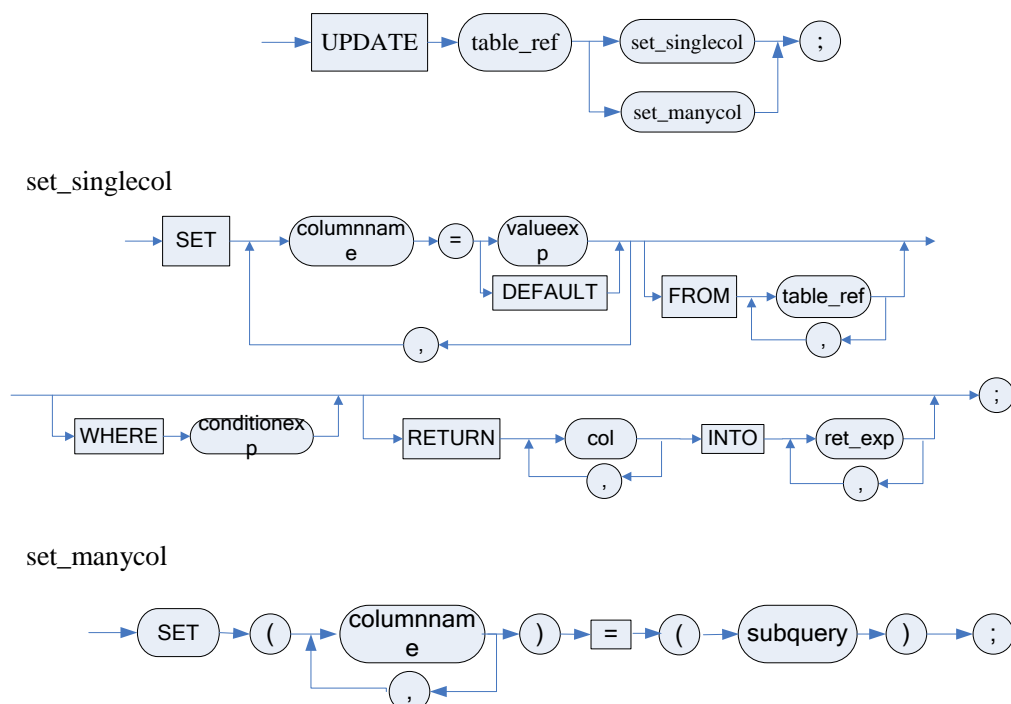 UPDATE table_ref set_singlecol ;
set_manycol
set_singlecol
SET columnnam
e = valueexp
p
DEFAULT
,
FROM table_ref
,
WHERE conditionex
p
RETURN col
,
INTO ret_exp
,
;
set_manycol
SET ( columnnam
e
,
) = ( subquery ) ;